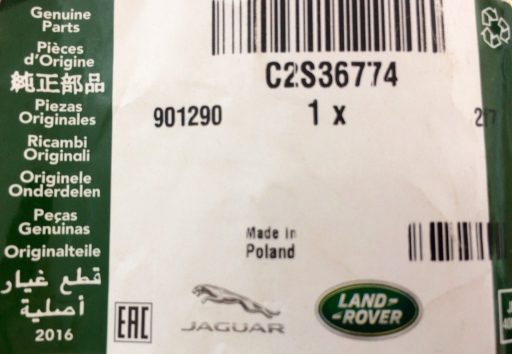 Genuine
Parts
Pièces
d'Origine
純正部品
Piezas
Originales
Ricambi
Originali
Originele
Onderdelen
Peças
Genuínas
Originalteile
قطع غيار
أصلية
2016
C2S36774
901290
1 x
Made in
Poland
EAC
JAGUAR
LAND-
-ROVER